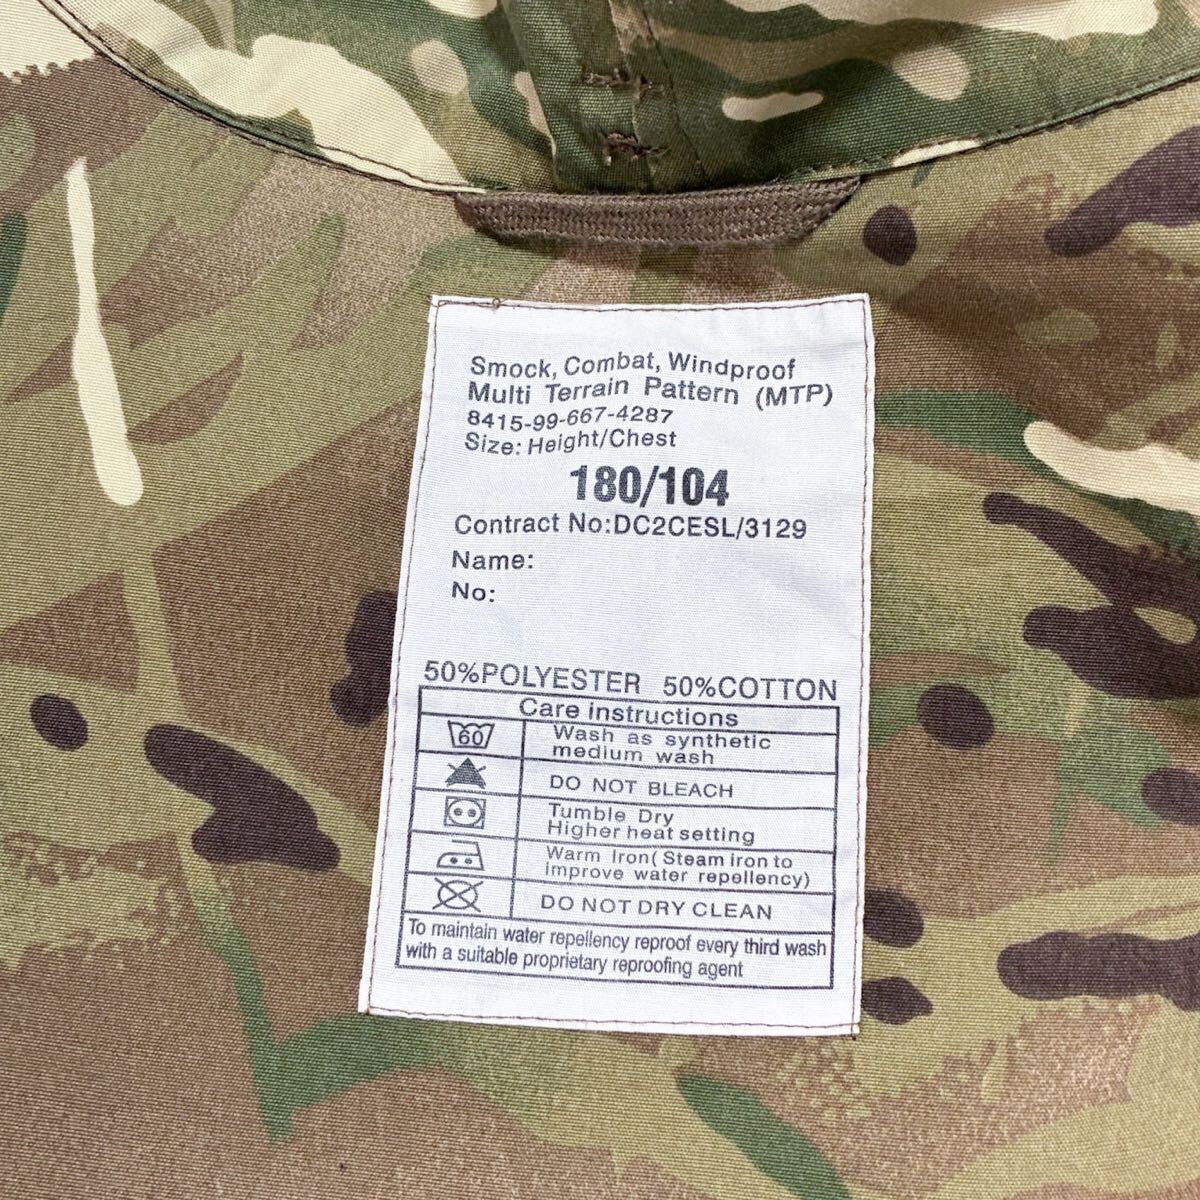 Smock, Combat, Windproof
Multi Terrain Pattern (MTP)
8415-99-667-4287
Size: Height/Chest
180/104
Contract No:DC2CESL/3129
Name:
No:
50%POLYESTER 50%COTTON
Care instructions
60 Wash as synthetic
medium wash
DO NOT BLEACH
Tumble Dry
Higher heat setting
Warm Iron(Steam iron to
improve water repellency)
DO NOT DRY CLEAN
To maintain water repellency reproof every third wash
with a suitable proprietary reproofing agent